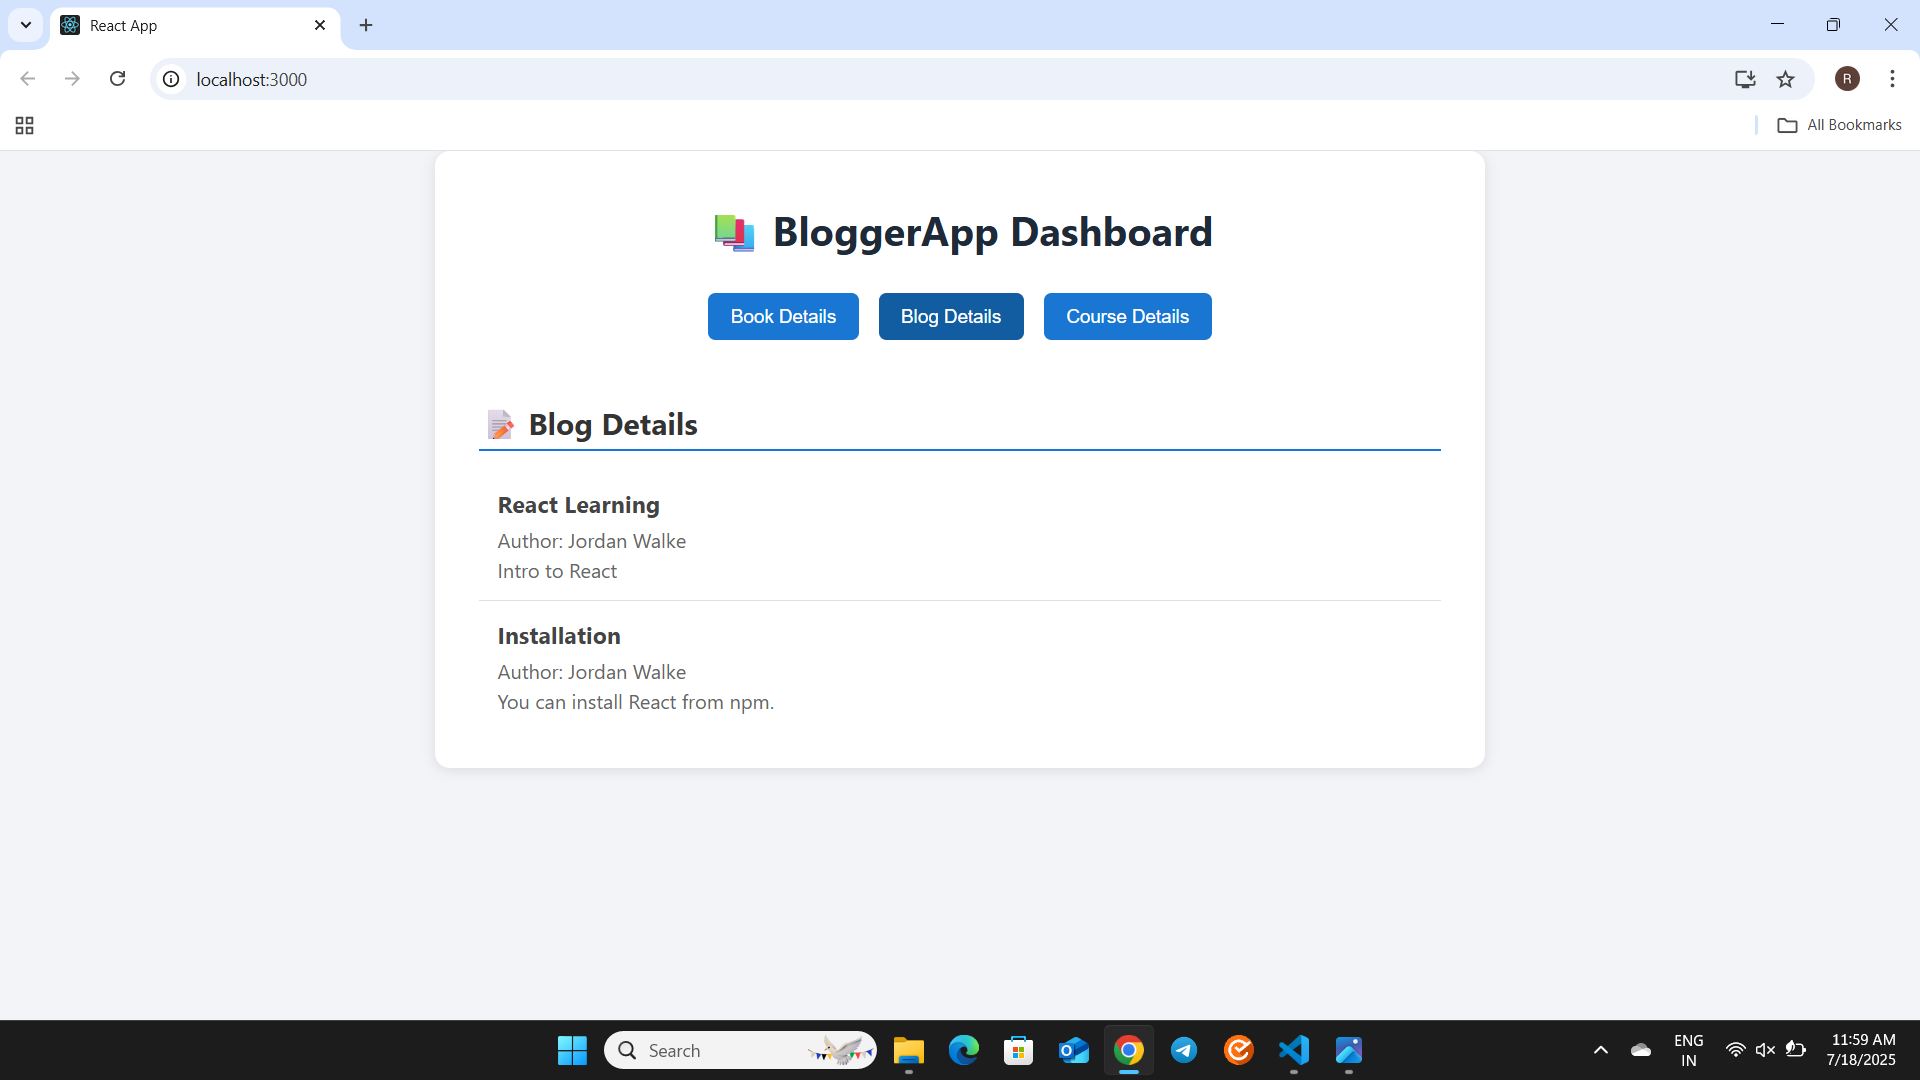 React App
localhost:3000
R
All Bookmarks
BloggerApp Dashboard
Book Details
Blog Details
Course Details
Blog Details
React Learning
Author: Jordan Walke
Intro to React
Installation
Author: Jordan Walke
You can install React from npm.
Search
ENG
IN
11:59 AM
7/18/2025